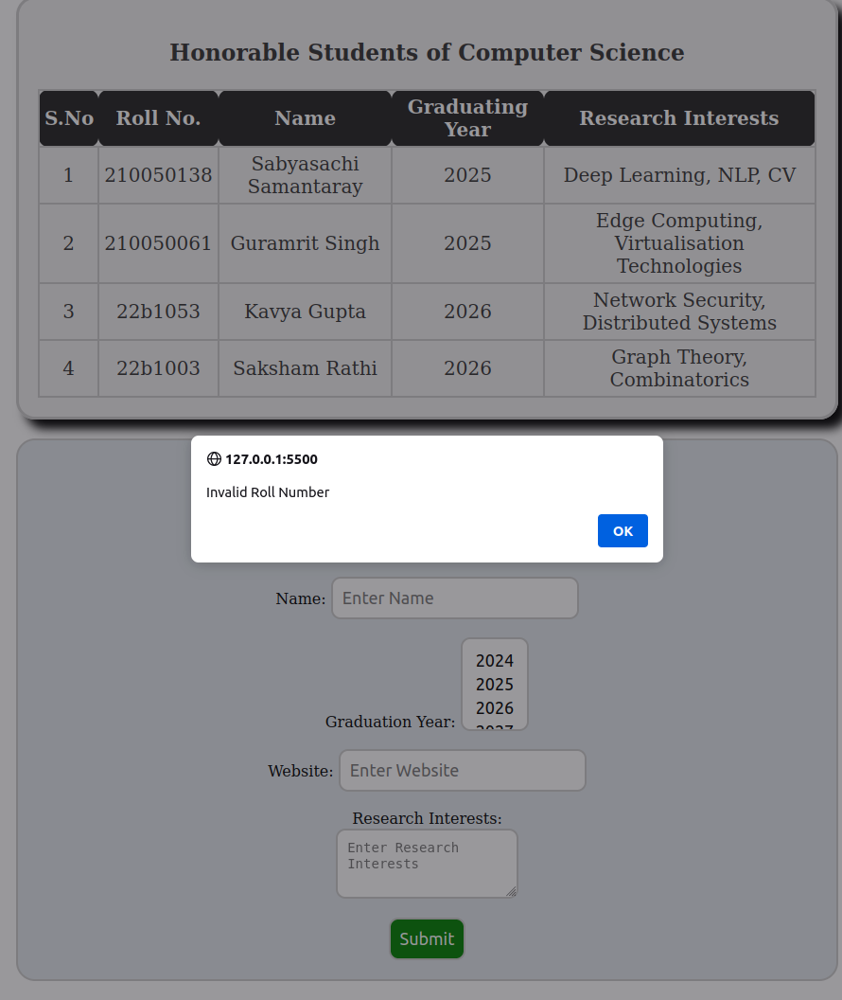 Honorable Students of Computer Science
S.No Roll No. Name Graduating Year Research Interests
1 210050138 Sabyasachi Samantaray 2025 Deep Learning, NLP, CV
2 210050061 Guramrit Singh 2025 Edge Computing, Virtualisation Technologies
3 22b1053 Kavya Gupta 2026 Network Security, Distributed Systems
4 22b1003 Saksham Rathi 2026 Graph Theory, Combinatorics
127.0.0.1:5500
Invalid Roll Number
OK
Name: Enter Name
2024
2025
2026
2027
Graduation Year:
Website: Enter Website
Research Interests:
Enter Research
Interests
Submit